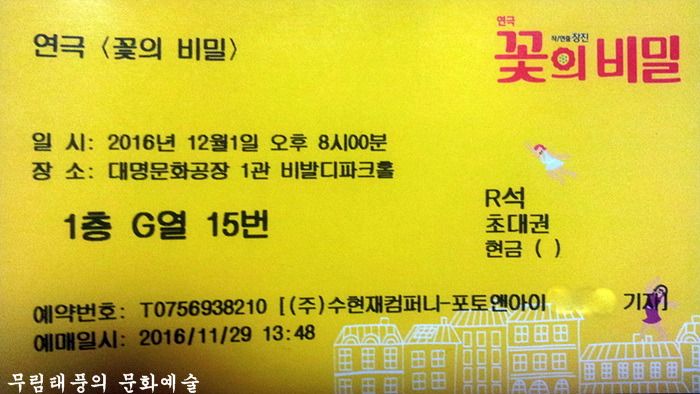 연극 〈꽃의 비밀〉
연극
작/연출 장진
꽃의 비밀
일 시: 2016년 12월1일 오후 8시00분
장 소: 대명문화공장 1관 비발디파크홀
1층 G열 15번
R석
초대권
현금 ( )
예약번호: T0756938210 [(주)수현재컴퍼니-포토앤아이 기자]
예매일시: 2016/11/29 13:48
무림태풍의 문화예술